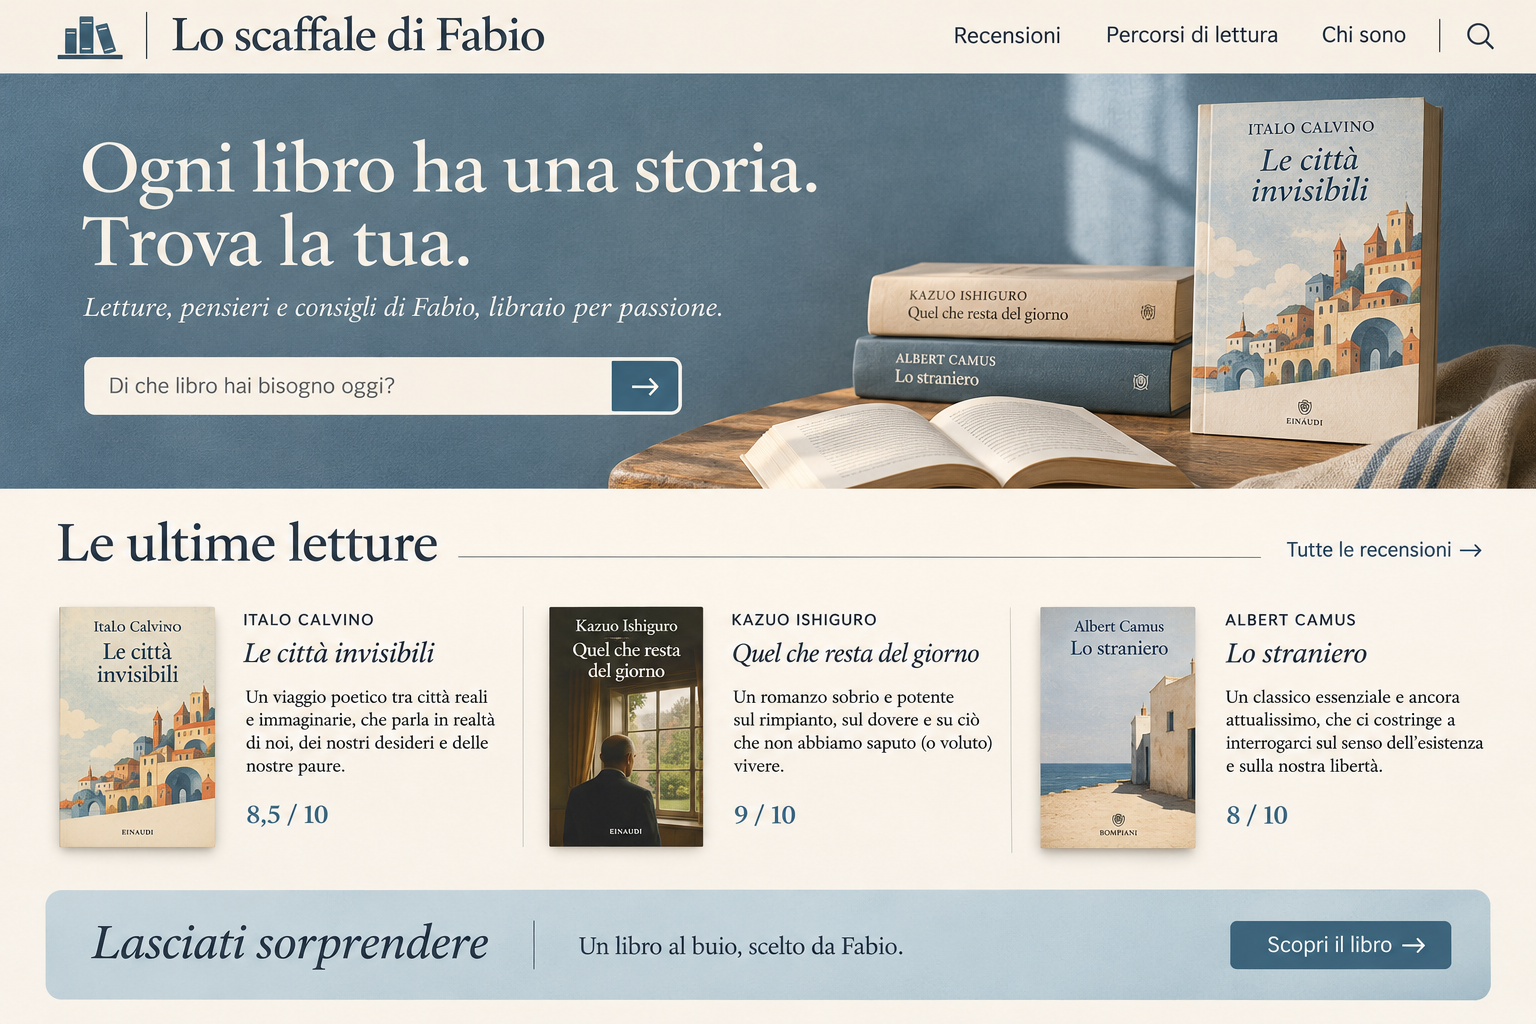 Lo scaffale di Fabio
Recensioni
Percorsi di lettura
Chi sono
Ogni libro ha una storia.
Trova la tua.
Letture, pensieri e consigli di Fabio, libraio per passione.
Di che libro hai bisogno oggi?
→
ITALO CALVINO
Le città
invisibili
EINAUDI
KAZUO ISHIGURO
Quel che resta del giorno
ALBERT CAMUS
Lo straniero
Le ultime letture
Tutte le recensioni →
Italo Calvino
Le città
invisibili
EINAUDI
ITALO CALVINO
Le città invisibili
Un viaggio poetico tra città reali
e immaginarie, che parla in realtà
di noi, dei nostri desideri e delle
nostre paure.
8,5 / 10
Kazuo Ishiguro
Quel che resta
del giorno
EINAUDI
KAZUO ISHIGURO
Quel che resta del giorno
Un romanzo sobrio e potente
sul rimpianto, sul dovere e su ciò
che non abbiamo saputo (o voluto)
vivere.
9 / 10
Albert Camus
Lo straniero
BOMPIANI
ALBERT CAMUS
Lo straniero
Un classico essenziale e ancora
attualissimo, che ci costringe a
interrogarci sul senso dell'esistenza
e sulla nostra libertà.
8 / 10
Lasciati sorprendere
Un libro al buio, scelto da Fabio.
Scopri il libro →